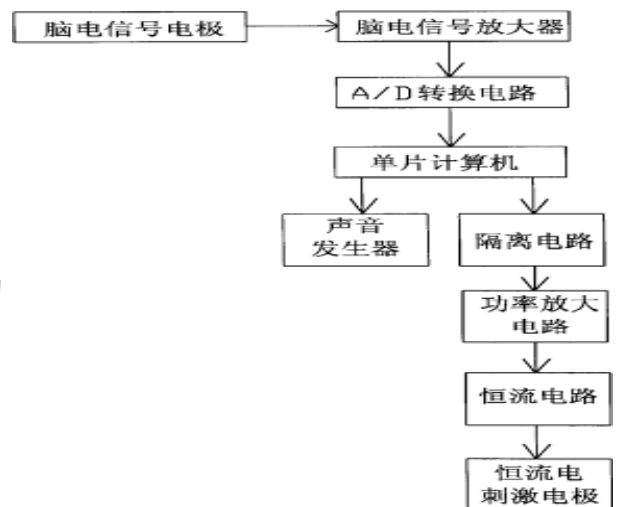 脑电信号电极
脑电信号放大器
A/D转换电路
单片计算机
声音
发生器
隔离电路
功率放大
电路
恒流电路
恒流电
刺激电极